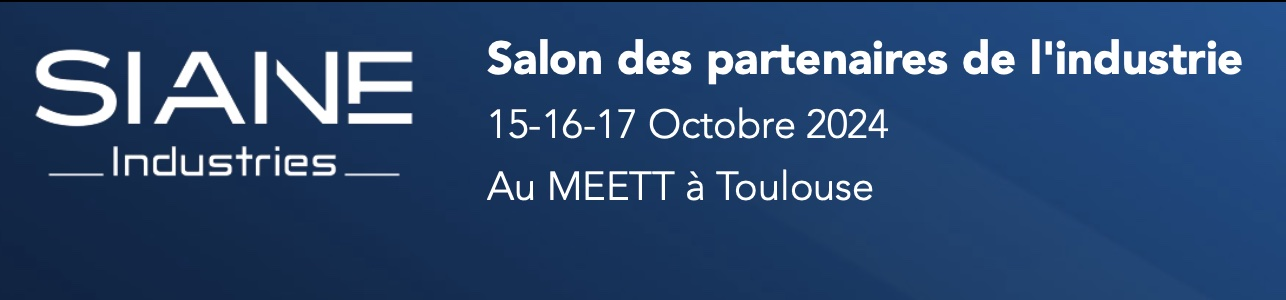 SIANE
Industries
Salon des partenaires de l'industrie
15-16-17 Octobre 2024
Au MEETT à Toulouse